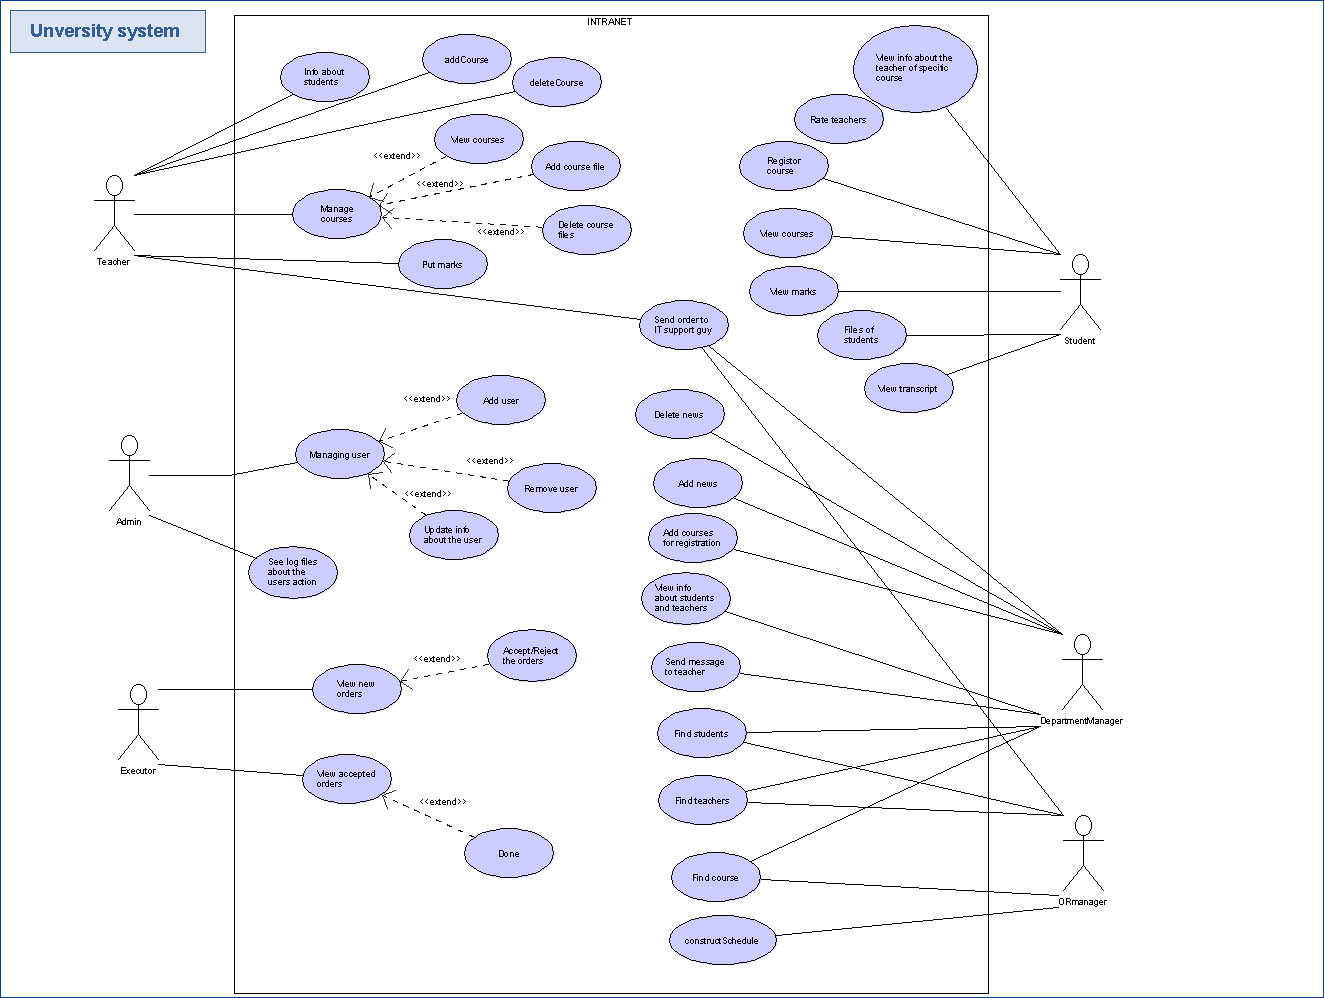 Unversity system
INTRANET
Info about
students
addCourse
deleteCourse
View info about the
teacher of specific
course
Rate teachers
View courses
<<extend>>
Add course file
<<extend>>
Registor
course
Manage
courses
Delete course
files
<<extend>>
View courses
Teacher
Put marks
View marks
Send order to
IT support guy
Files of
students
Student
View transcript
<<extend>>
Add user
Delete news
Managing user
<<extend>>
Remove user
Add news
<<extend>>
Admin
Update info
about the user
Add courses
for registration
See log files
about the
users action
View info
about students
and teachers
<<extend>>
Accept/Reject
the orders
Send message
to teacher
View new
orders
DepartmentManager
Find students
Executor
View accepted
orders
<<extend>>
Find teachers
Done
Find course
ORmanager
constructSchedule